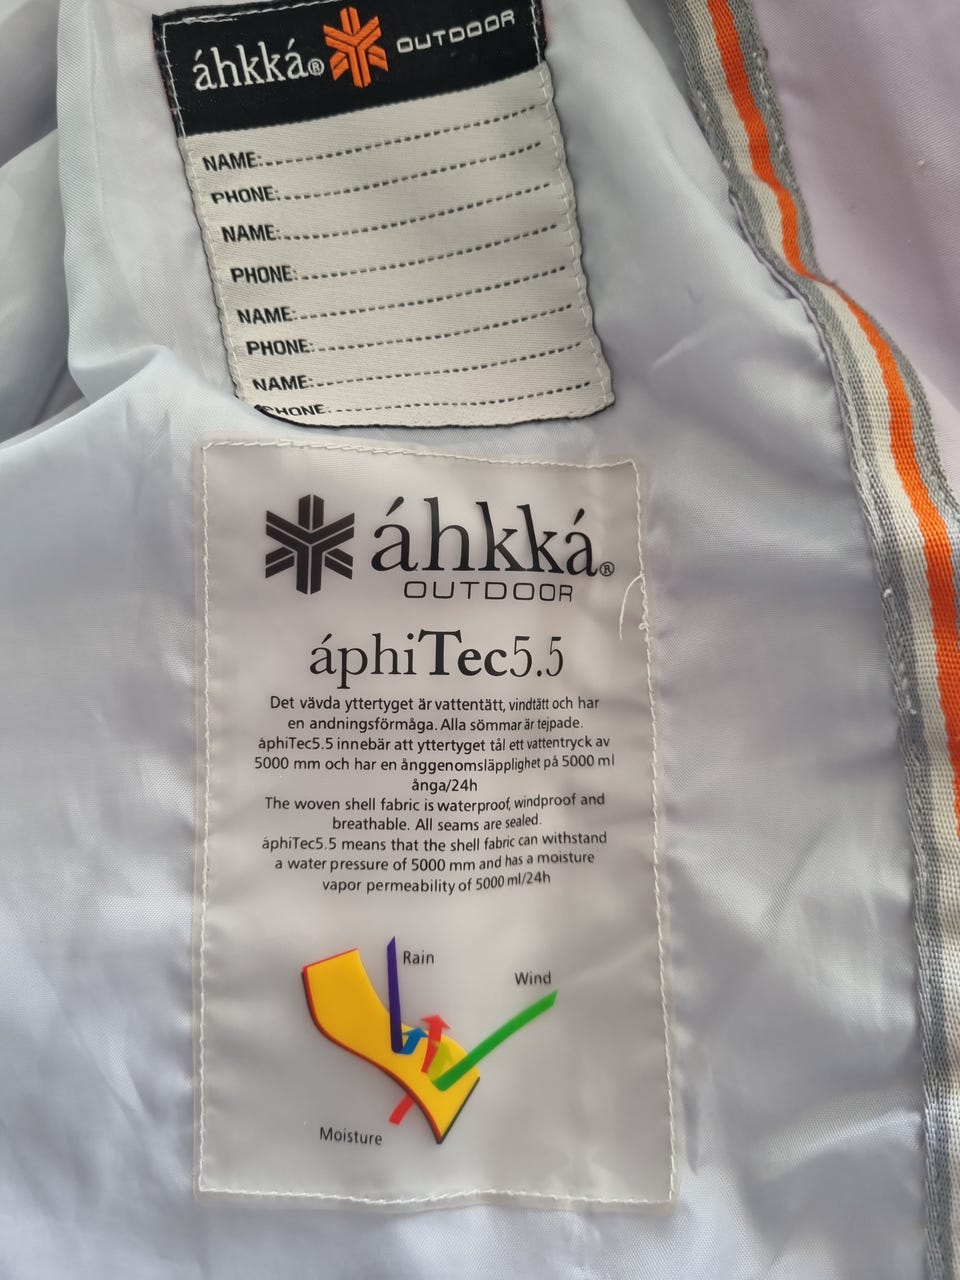 áhkká® OUTDOOR
NAME:
PHONE:
NAME:
PHONE:
NAME:
PHONE:
NAME:
PHONE:
áhkká®
OUTDOOR
áphiTec5.5
Det vävda yttertyget är vattentätt, vindtätt och har
en andningsförmåga. Alla sömmar är tejpade.
áphiTec5.5 innebär att yttertyget tål ett vattentryck av
5000 mm och har en ånggenomsläpplighet på 5000 ml
ånga/24h
The woven shell fabric is waterproof, windproof and
breathable. All seams are sealed.
áphiTec5.5 means that the shell fabric can withstand
a water pressure of 5000 mm and has a moisture
vapor permeability of 5000 ml/24h
Rain
Wind
Moisture